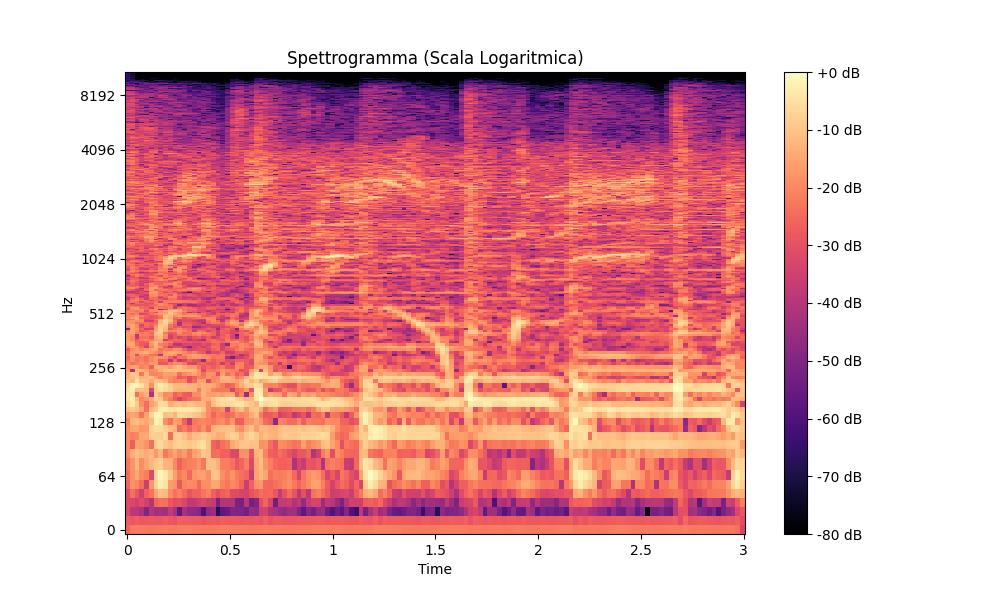 Spettrogramma (Scala Logaritmica)
Hz
8192
4096
2048
1024
512
256
128
64
0
0
0.5
1
1.5
2
2.5
3
Time
+0 dB
-10 dB
-20 dB
-30 dB
-40 dB
-50 dB
-60 dB
-70 dB
-80 dB